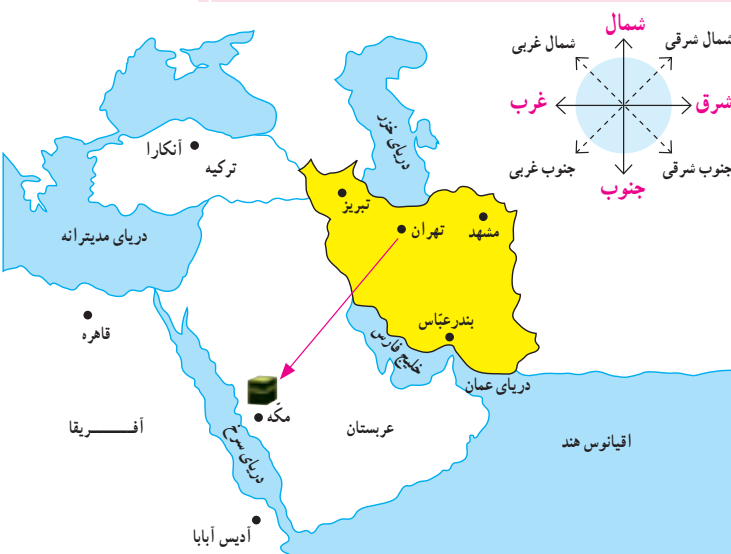 شمال
شمال شرقی
شمال غربی
شرق
غرب
جنوب شرقی
جنوب غربی
جنوب
دریای خزر
آنکارا
ترکیه
تبریز
تهران
مشهد
دریای مدیترانه
قاهره
بندرعبّاس
خلیج فارس
دریای عمان
مکّه
عربستان
آفـــریقا
دریای سرخ
اقیانوس هند
آدیس آبابا